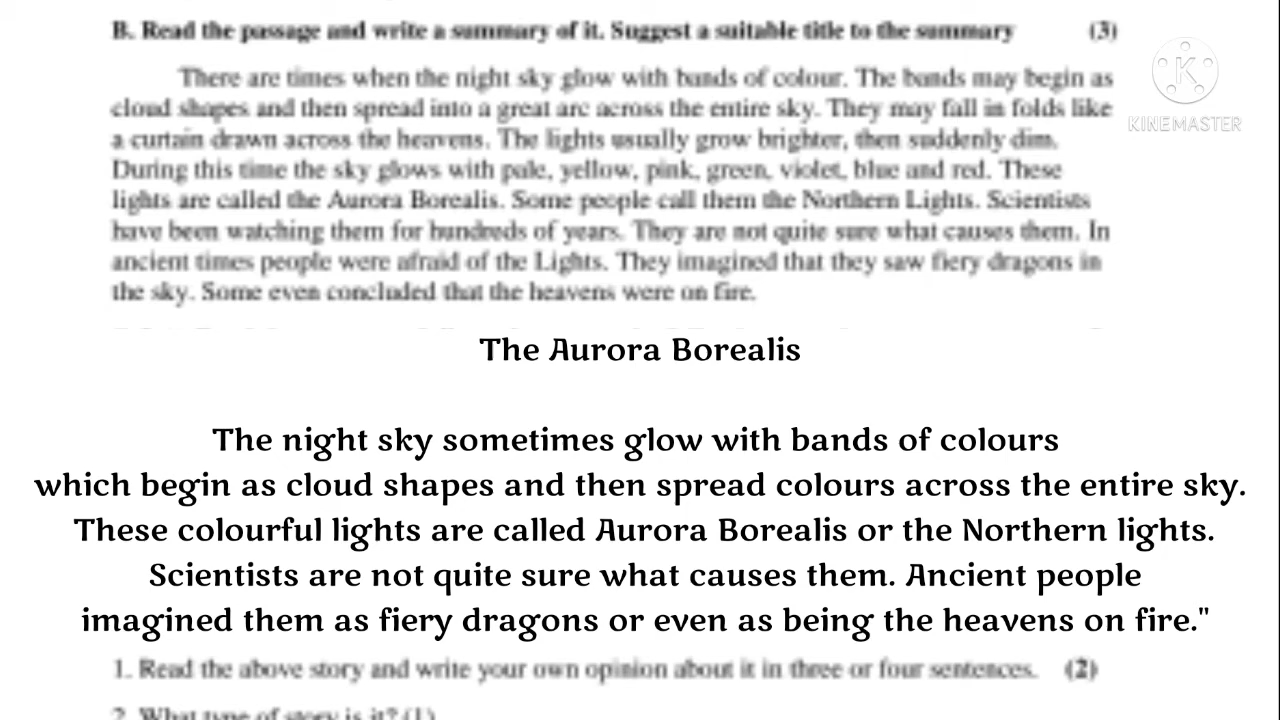 B. Read the passage and write a summary of it. Suggest a suitable title to the summary (3)
There are times when the night sky glow with bands of colour. The bands may begin as
cloud shapes and then spread into a great arc across the entire sky. They may fall in folds like
a curtain drawn across the heavens. The lights usually grow brighter, then suddenly dim.
During this time the sky glows with pale, yellow, pink, green, violet, blue and red. These
lights are called the Aurora Borealis. Some people call them the Northern Lights. Scientists
have been watching them for hundreds of years. They are not quite sure what causes them. In
ancient times people were afraid of the Lights. They imagined that they saw fiery dragons in
the sky. Some even concluded that the heavens were on fire.
KINEMASTER
The Aurora Borealis
The night sky sometimes glow with bands of colours
which begin as cloud shapes and then spread colours across the entire sky.
These colourful lights are called Aurora Borealis or the Northern lights.
Scientists are not quite sure what causes them. Ancient people
imagined them as fiery dragons or even as being the heavens on fire."
1. Read the above story and write your own opinion about it in three or four sentences. (2)
2. What type of story is it? (1)